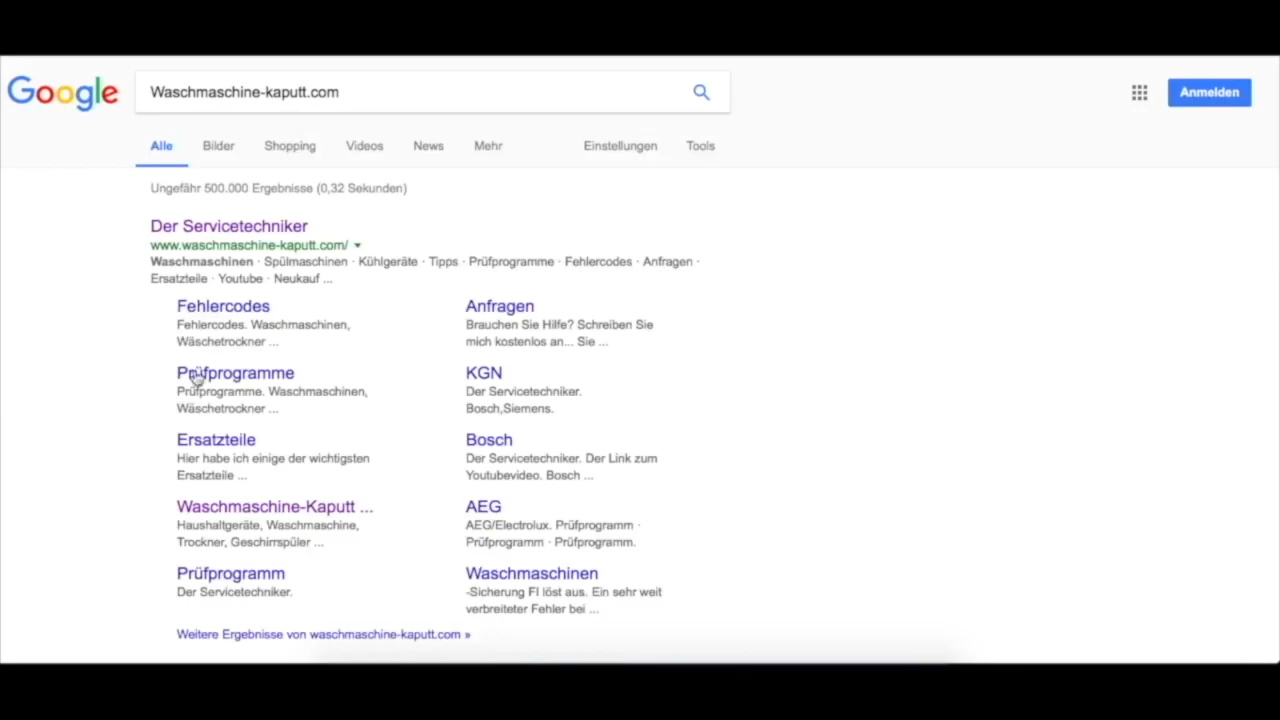 Google
Waschmaschine-kaputt.com
Anmelden
Alle Bilder Shopping Videos News Mehr Einstellungen Tools
Ungefähr 500.000 Ergebnisse (0,32 Sekunden)
Der Servicetechniker
www.waschmaschine-kaputt.com/
Waschmaschinen · Spülmaschinen · Kühlgeräte · Tipps · Prüfprogramme · Fehlercodes · Anfragen ·
Ersatzteile · Youtube · Neukauf ...
Fehlercodes
Fehlercodes. Waschmaschinen,
Wäschetrockner ...
Anfragen
Brauchen Sie Hilfe? Schreiben Sie
mich kostenlos an... Sie ...
Prüfprogramme
Prüfprogramme. Waschmaschinen,
Wäschetrockner ...
KGN
Der Servicetechniker.
Bosch,Siemens.
Ersatzteile
Hier habe ich einige der wichtigsten
Ersatzteile ...
Bosch
Der Servicetechniker. Der Link zum
Youtubevideo. Bosch ...
Waschmaschine-Kaputt ...
Haushaltgeräte, Waschmaschine,
Trockner, Geschirrspüler ...
AEG
AEG/Electrolux. Prüfprogramm ·
Prüfprogramm · Prüfprogramm.
Prüfprogramm
Der Servicetechniker.
Waschmaschinen
-Sicherung FI löst aus. Ein sehr weit
verbreiteter Fehler bei ...
Weitere Ergebnisse von waschmaschine-kaputt.com »